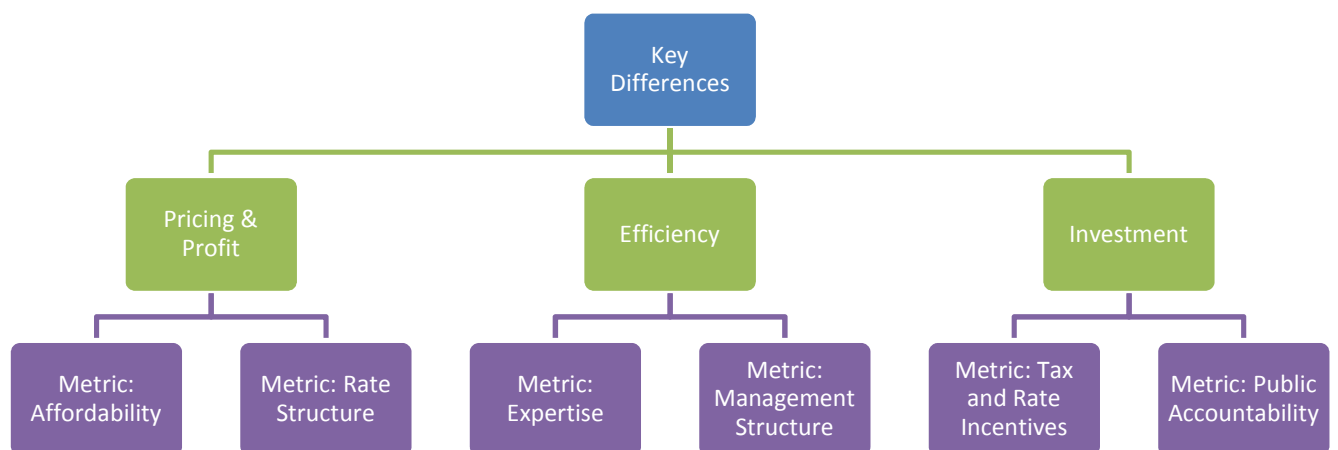 Key
Differences
Pricing &
Profit
Efficiency
Investment
Metric:
Affordability
Metric: Rate
Structure
Metric:
Expertise
Metric:
Management
Structure
Metric: Tax
and Rate
Incentives
Metric: Public
Accountability